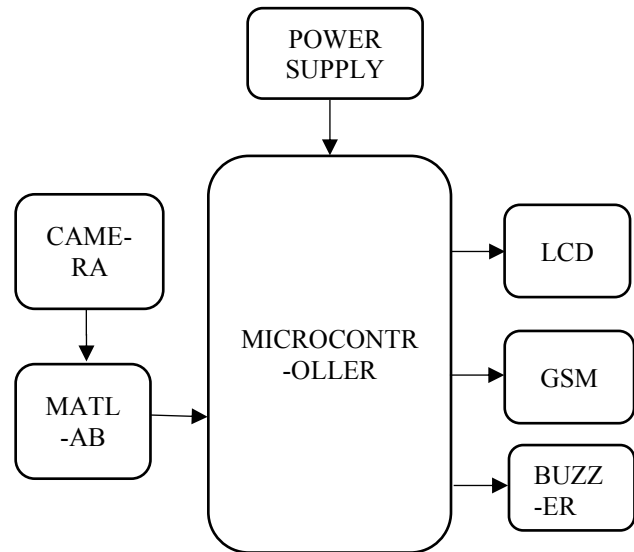 POWER
SUPPLY
CAME-
RA
LCD
MICROCONTR
-OLLER
GSM
MATL
-AB
BUZZ
-ER